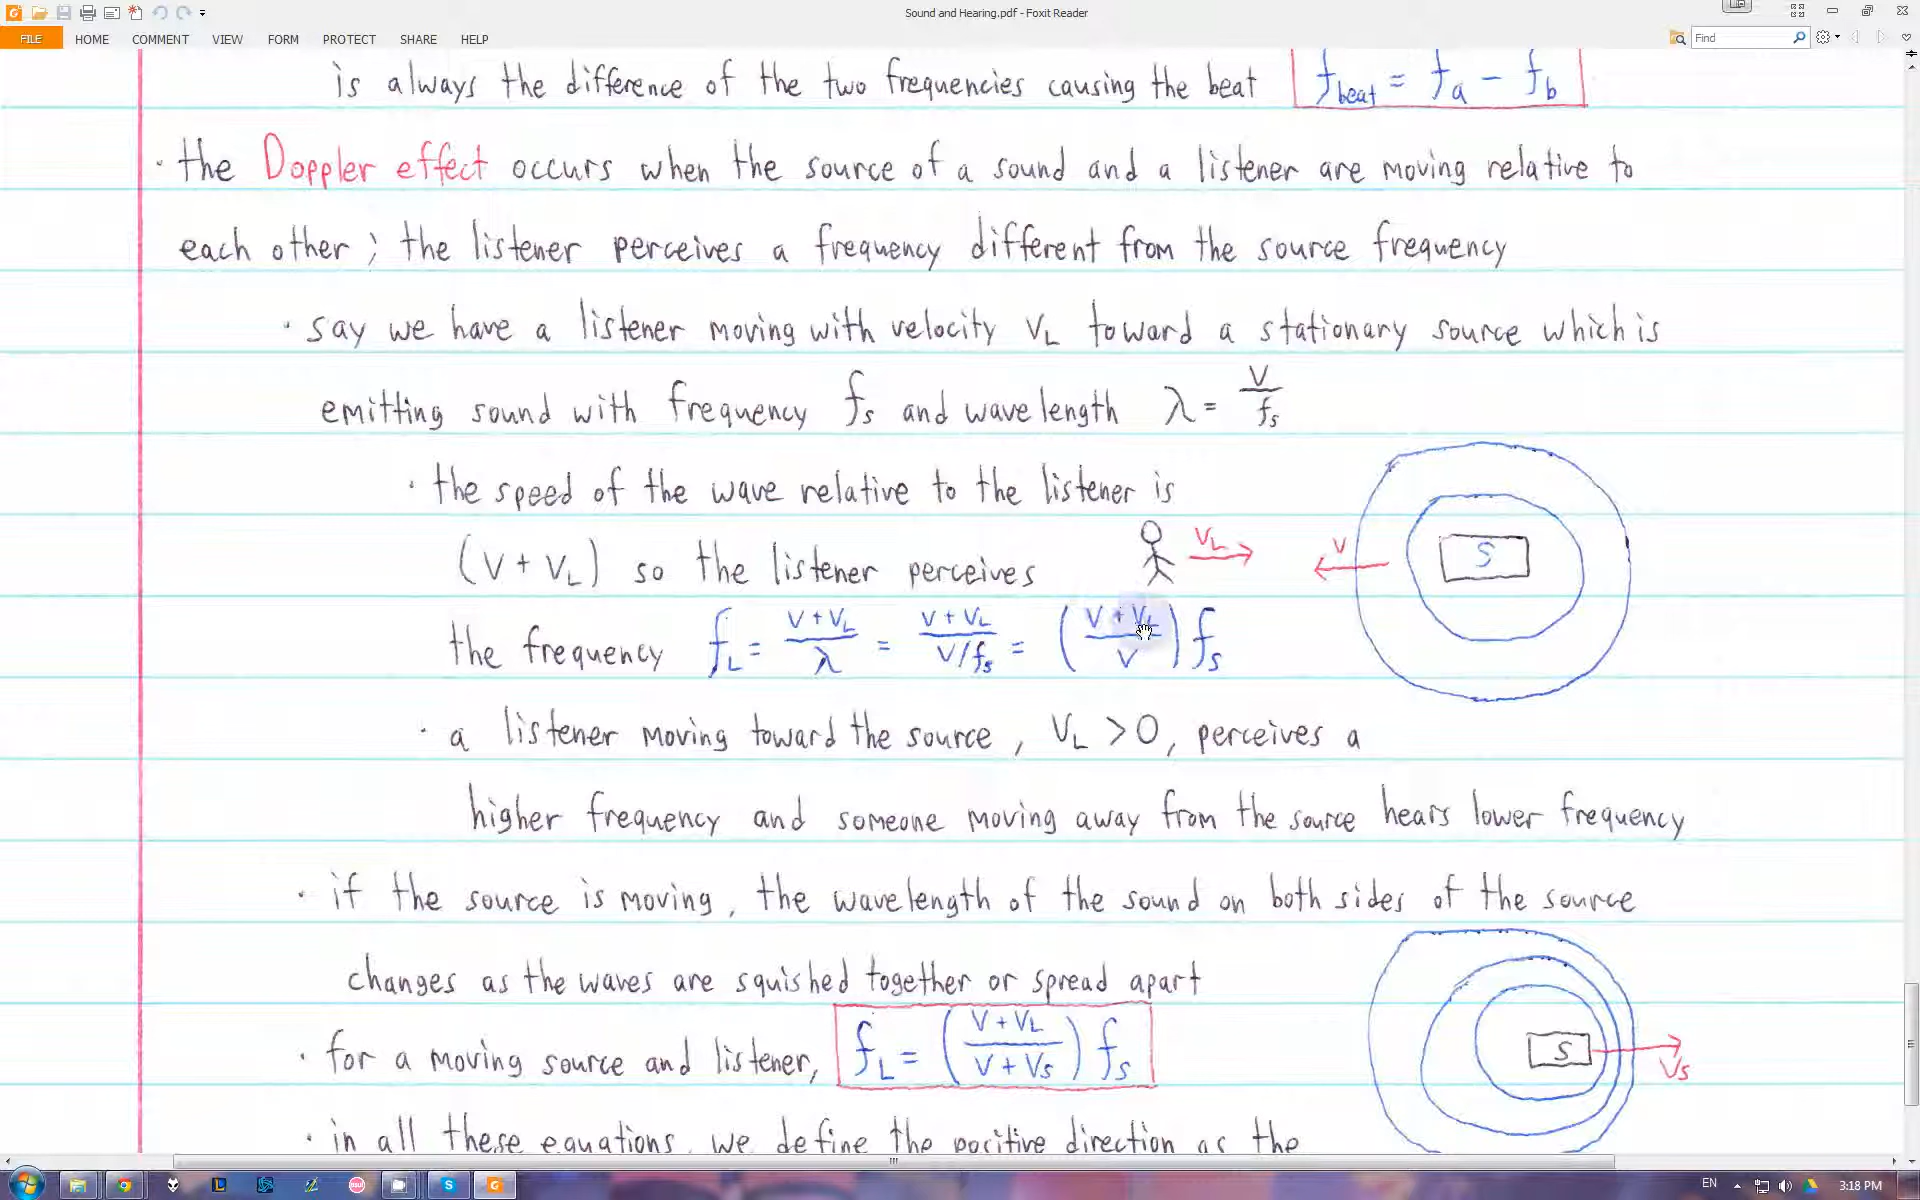 Sound and Hearing.pdf - Foxit Reader
FILE HOME COMMENT VIEW FORM PROTECT SHARE HELP
Find
is always the difference of the two frequencies causing the beat f_beat = f_a - f_b
· the Doppler effect occurs when the source of a sound and a listener are moving relative to
each other ; the listener perceives a frequency different from the source frequency
· say we have a listener moving with velocity V_L toward a stationary source which is
emitting sound with frequency f_s and wavelength λ = V/f_s
· the speed of the wave relative to the listener is
(V + V_L) so the listener perceives
V_L V S
the frequency f_L = (V + V_L)/λ = (V + V_L)/(V/f_s) = ((V + V_L)/V) f_s
· a listener moving toward the source , V_L > 0, perceives a
higher frequency and someone moving away from the source hears lower frequency
· if the source is moving, the wavelength of the sound on both sides of the source
changes as the waves are squished together or spread apart
· for a moving source and listener, f_L = ((V + V_L)/(V + V_s)) f_s
S V_s
· in all these equations, we define the positive direction as the
EN 3:18 PM